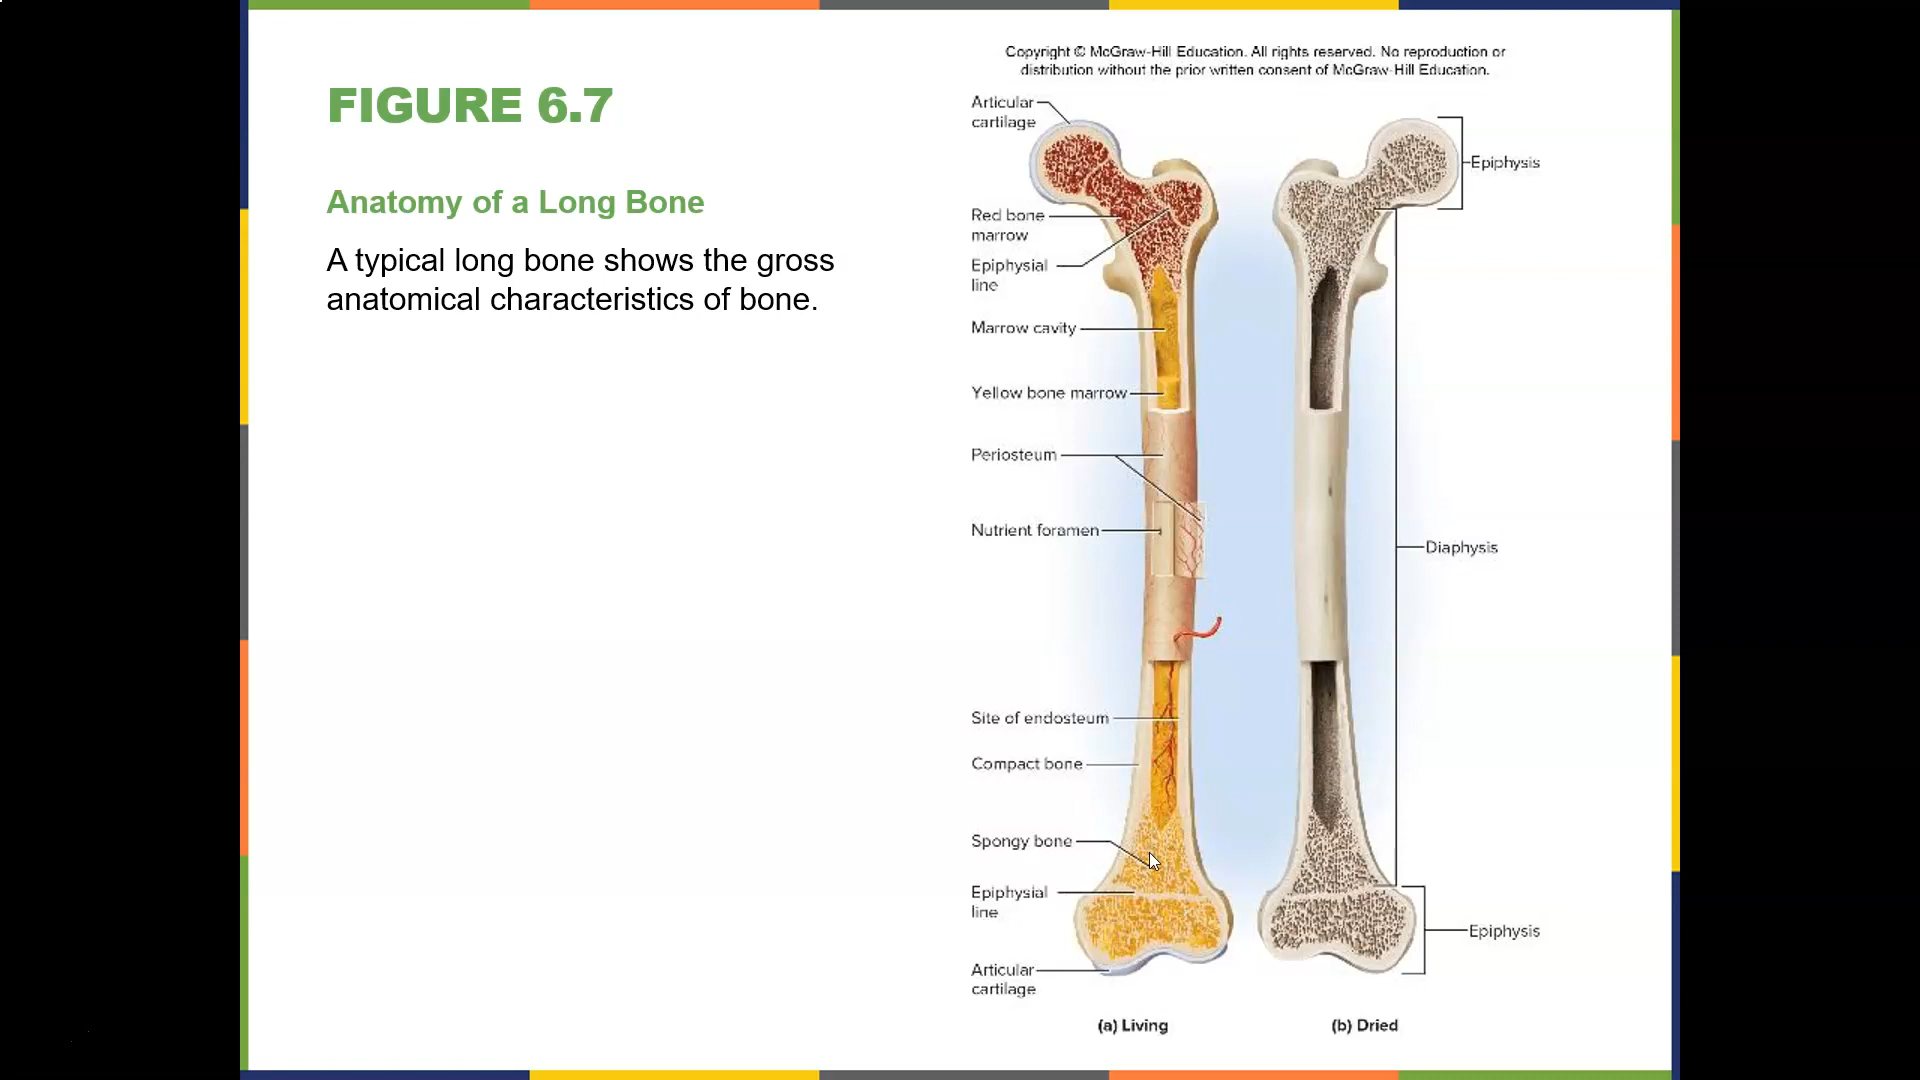 FIGURE 6.7
Anatomy of a Long Bone
A typical long bone shows the gross
anatomical characteristics of bone.
Copyright © McGraw-Hill Education. All rights reserved. No reproduction or
distribution without the prior written consent of McGraw-Hill Education.
Articular
cartilage
Red bone
marrow
Epiphysial
line
Marrow cavity
Yellow bone marrow
Periosteum
Nutrient foramen
Site of endosteum
Compact bone
Spongy bone
Epiphysial
line
Articular
cartilage
(a) Living
Epiphysis
Diaphysis
Epiphysis
(b) Dried